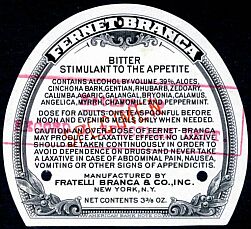 FERNET-BRANCA
BITTER
STIMULANT TO THE APPETITE
CONTAINS ALCOHOL BY VOLUME 39%, ALOES,
CINCHONA BARK, GENTIAN, RHUBARB, ZEDOARY,
CALUMBA, AGARIC, GALANGAL, BRYONIA, CALAMUS,
ANGELICA, MYRRH, CHAMOMILE AND PEPPERMINT.
DOSE FOR ADULTS: ONE TABLESPOONFUL BEFORE
NOON AND EVENING MEALS ONLY WHEN NEEDED.
CAUTION: AN OVER-DOSE OF FERNET-BRANCA
MAY PRODUCE A LAXATIVE EFFECT. NO LAXATIVE
SHOULD BE TAKEN CONTINUOUSLY IN ORDER TO
AVOID DEPENDENCE ON DRUGS AND NEVER TAKE
A LAXATIVE IN CASE OF ABDOMINAL PAIN, NAUSEA,
VOMITING OR OTHER SIGNS OF APPENDICITIS.
MANUFACTURED BY
FRATELLI BRANCA & CO., INC.
NEW YORK, N.Y.
NET CONTENTS 3 3/8 OZ.